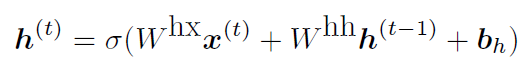 h^(t) = σ(W^hx x^(t) + W^hh h^(t−1) + b_h)